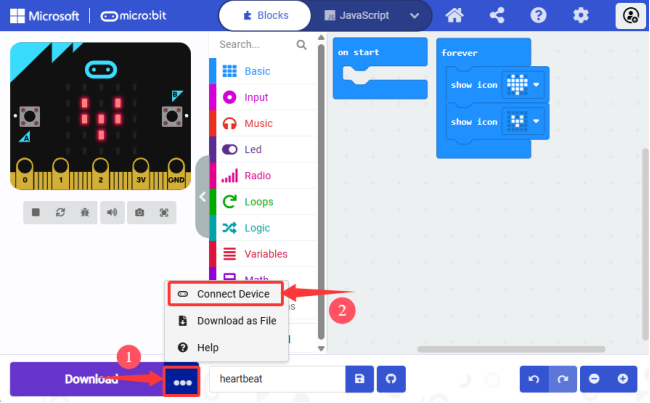 Microsoft
micro:bit
Blocks
JavaScript
Search...
Basic
Input
Music
Led
Radio
Loops
Logic
Variables
Math
B
A
0
1
2
3V
GND
on start
forever
show icon
show icon
Connect Device
2
Download as File
Help
1
Download
heartbeat